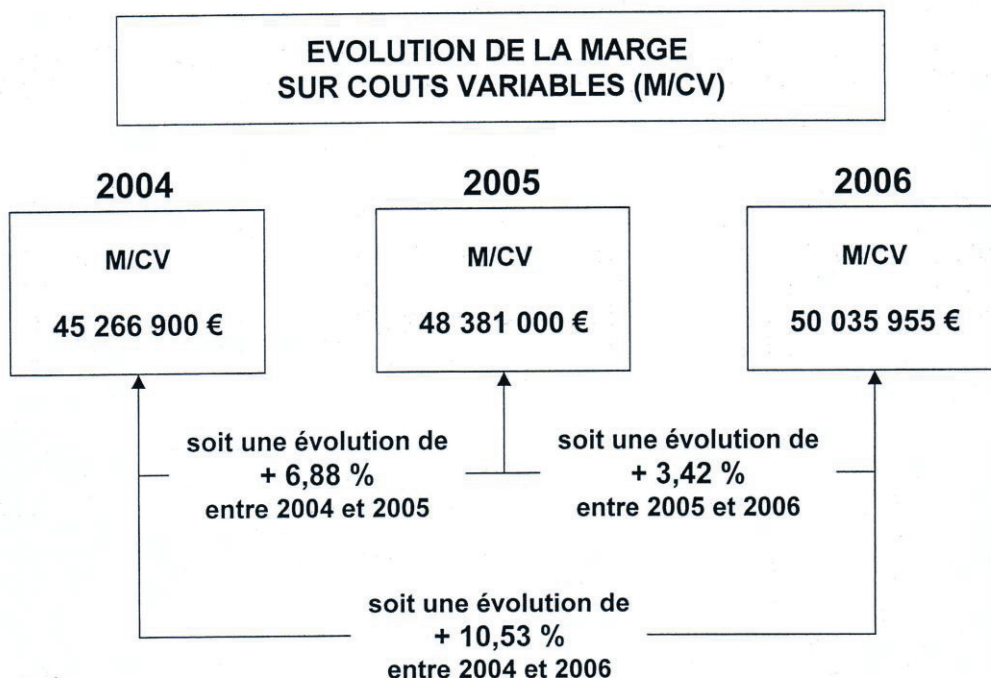 EVOLUTION DE LA MARGE
SUR COUTS VARIABLES (M/CV)
2004
2005
2006
M/CV
45 266 900 €
M/CV
48 381 000 €
M/CV
50 035 955 €
soit une évolution de
+ 6,88 %
entre 2004 et 2005
soit une évolution de
+ 3,42 %
entre 2005 et 2006
soit une évolution de
+ 10,53 %
entre 2004 et 2006